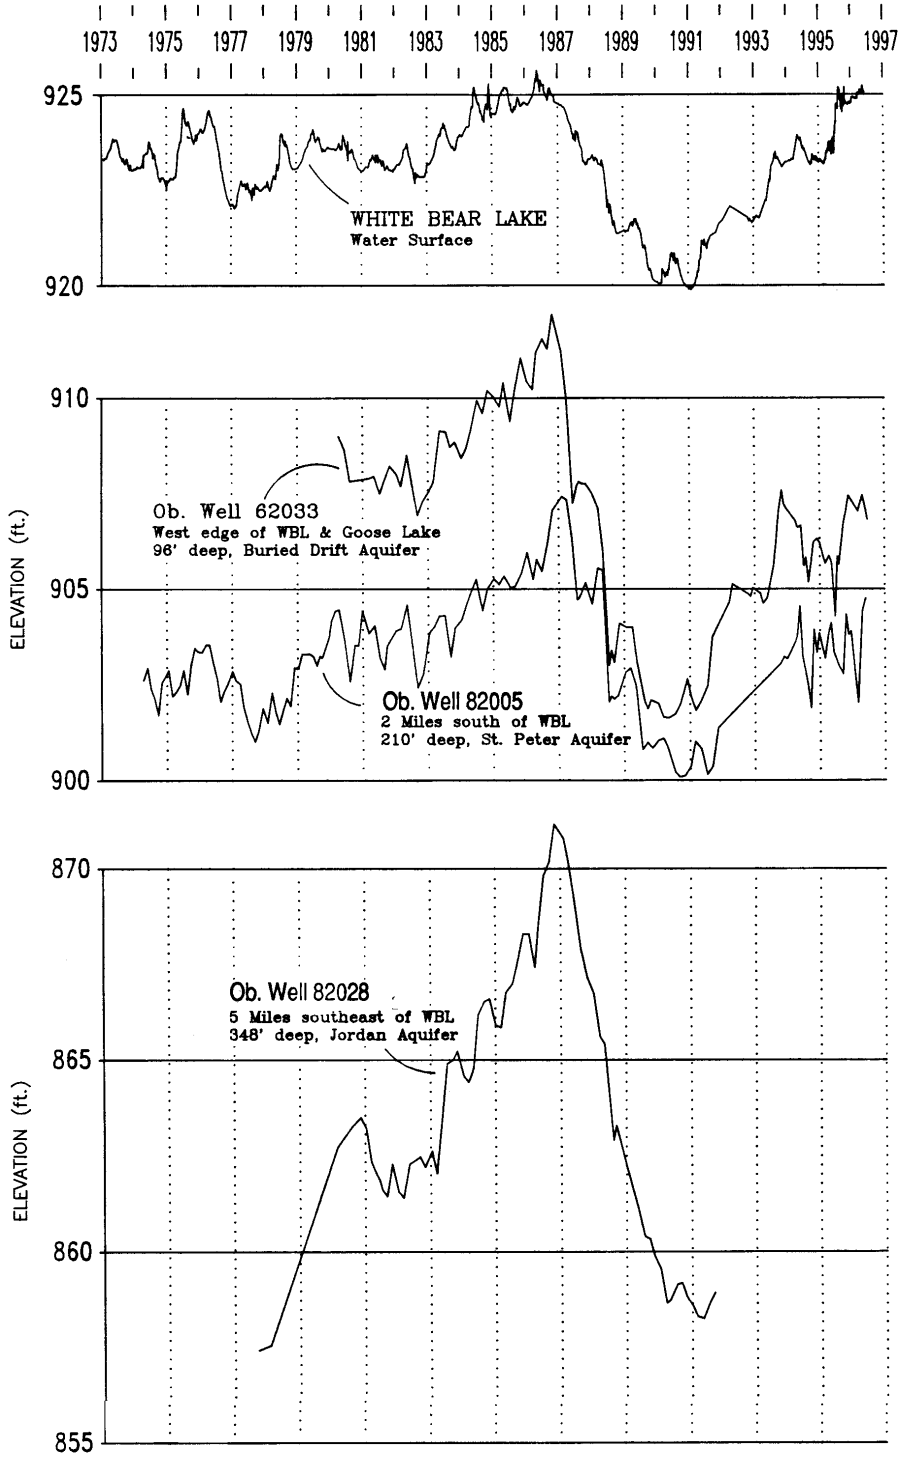 1973 1975 1977 1979 1981 1983 1985 1987 1989 1991 1993 1995 1997
925
WHITE BEAR LAKE
Water Surface
920
910
Ob. Well 62033
West edge of WBL & Goose Lake
96' deep, Buried Drift Aquifer
ELEVATION (ft.)
905
Ob. Well 82005
2 Miles south of WBL
210' deep, St. Peter Aquifer
900
870
Ob. Well 82028
5 Miles southeast of WBL
348' deep, Jordan Aquifer
865
ELEVATION (ft.)
860
855